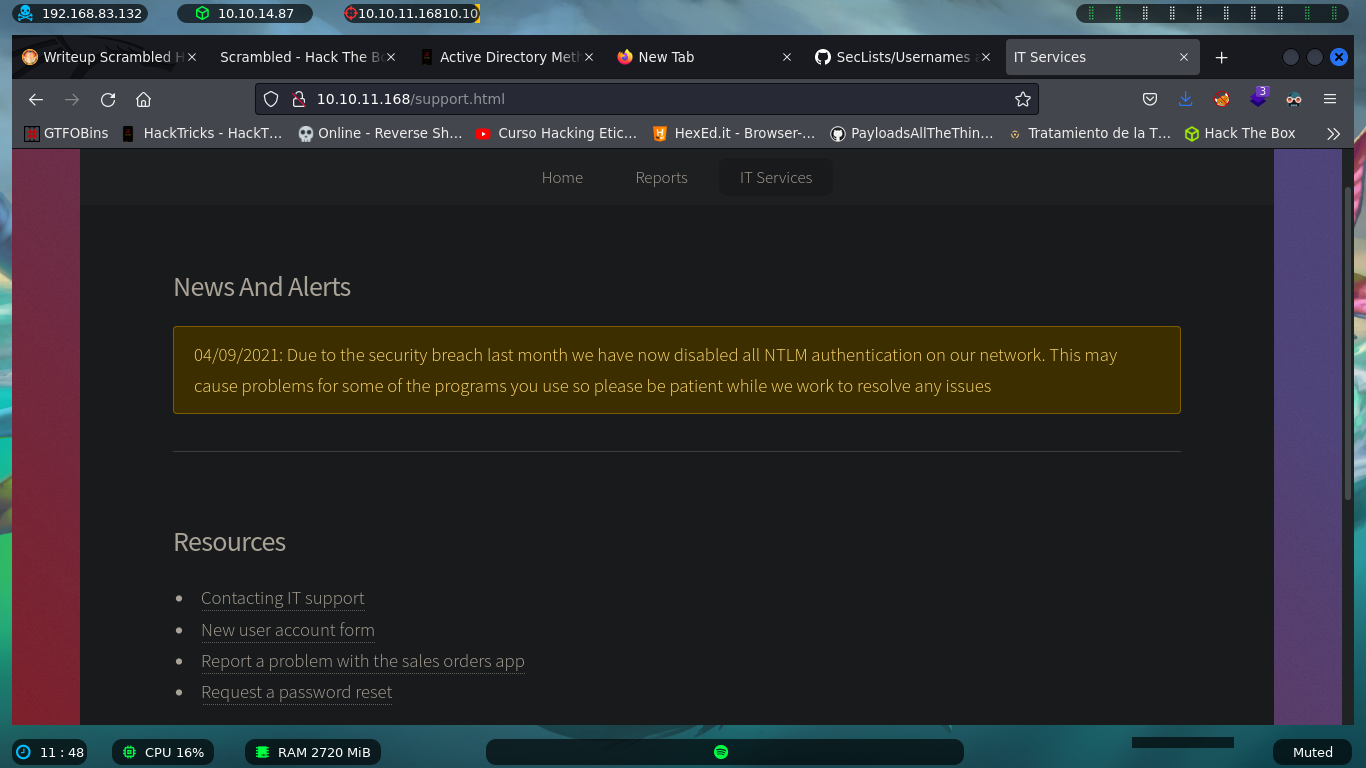 192.168.83.132 10.10.14.87 10.10.11.16810.10
Writeup Scrambled H Scrambled - Hack The Bo Active Directory Met New Tab SecLists/Usernames IT Services
10.10.11.168/support.html 3
GTFOBins HackTricks - HackT… Online - Reverse Sh… Curso Hacking Etic… HexEd.it - Browser-… PayloadsAllTheThin… Tratamiento de la T… Hack The Box
Home Reports IT Services
News And Alerts
04/09/2021: Due to the security breach last month we have now disabled all NTLM authentication on our network. This may
cause problems for some of the programs you use so please be patient while we work to resolve any issues
Resources
Contacting IT support
New user account form
Report a problem with the sales orders app
Request a password reset
11 : 48 CPU 16% RAM 2720 MiB Muted